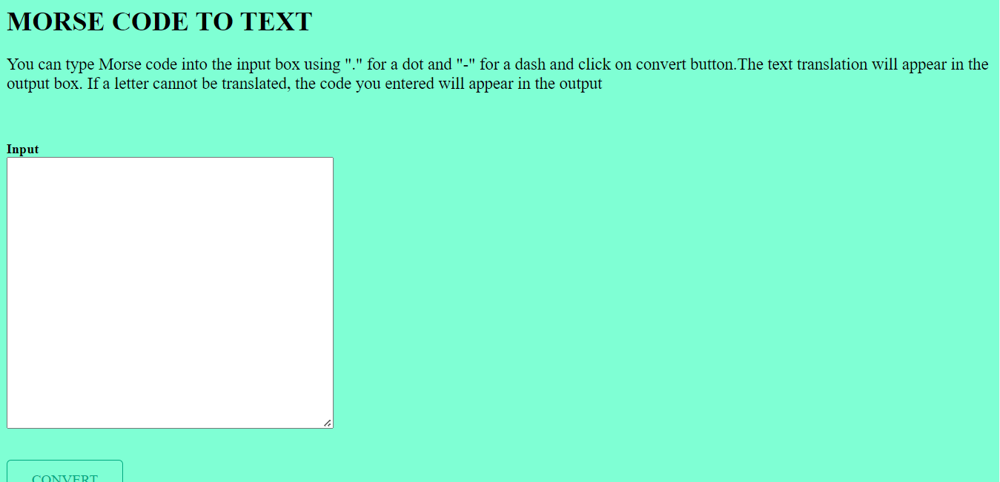 MORSE CODE TO TEXT
You can type Morse code into the input box using "." for a dot and "-" for a dash and click on convert button.The text translation will appear in the
output box. If a letter cannot be translated, the code you entered will appear in the output
Input
CONVERT